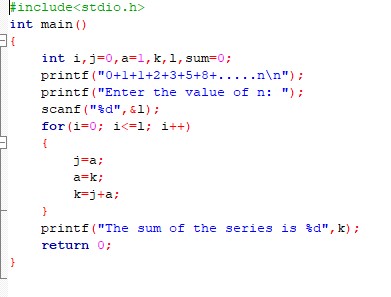 #include<stdio.h>
int main()
{
int i,j=0,a=1,k,l,sum=0;
printf("0+1+1+2+3+5+8+.....n\n");
printf("Enter the value of n: ");
scanf("%d",&l);
for(i=0; i<=l; i++)
{
j=a;
a=k;
k=j+a;
}
printf("The sum of the series is %d",k);
return 0;
}